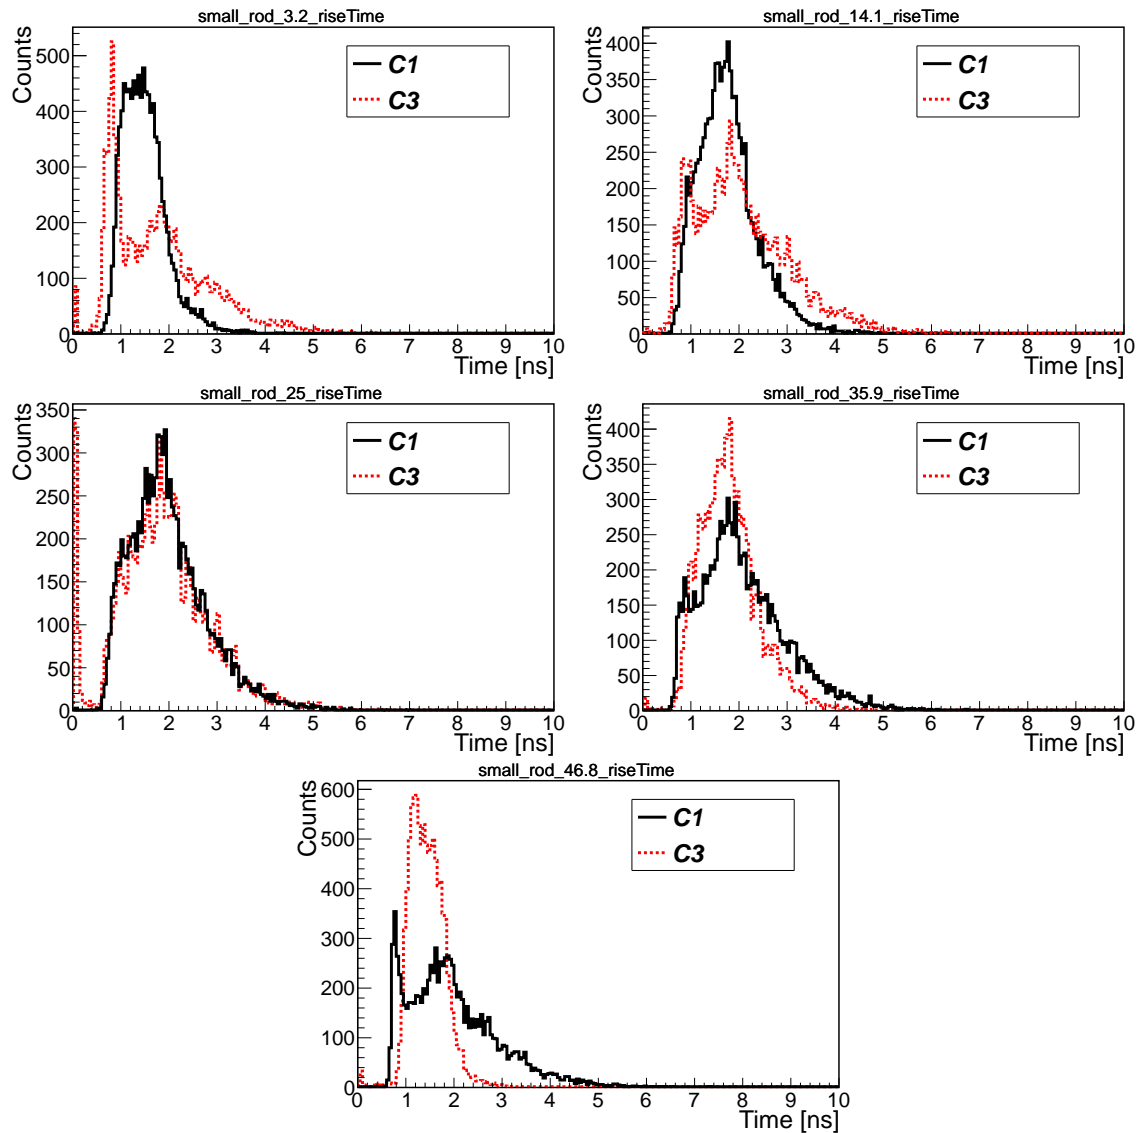 small_rod_3.2_riseTime
Counts
500
400
300
200
100
0
C1
C3
0 1 2 3 4 5 6 7 8 9 10
Time [ns]
small_rod_14.1_riseTime
Counts
400
350
300
250
200
150
100
50
0
C1
C3
0 1 2 3 4 5 6 7 8 9 10
Time [ns]
small_rod_25_riseTime
Counts
350
300
250
200
150
100
50
0
C1
C3
0 1 2 3 4 5 6 7 8 9 10
Time [ns]
small_rod_35.9_riseTime
Counts
400
350
300
250
200
150
100
50
0
C1
C3
0 1 2 3 4 5 6 7 8 9 10
Time [ns]
small_rod_46.8_riseTime
Counts
600
500
400
300
200
100
0
C1
C3
0 1 2 3 4 5 6 7 8 9 10
Time [ns]